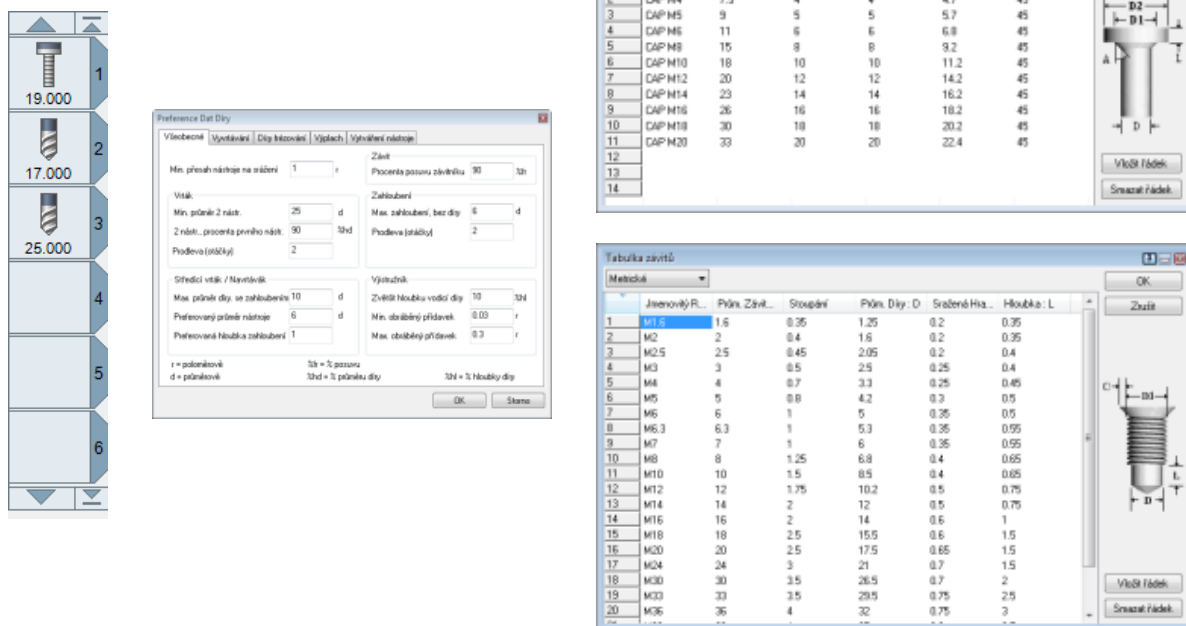 1
19.000
2
17.000
3
25.000
4
5
6
Preference Dat Díry
Všeobecné Vyvrtávání Díry frézování Výplach Vytváření nástroje
Min. přesah nástroje na srážení 1 r
Závit
Procenta posuvu závitníku 90 %h
Vrták
Min. průměr 2 nástr. 25 d
2 nástr., procenta prvního nástr. 90 %hd
Prodleva (otáčky) 2
Zahloubení
Max. zahloubení, bez díry 6 d
Prodleva (otáčky) 2
Středící vrták / Navrtávák
Max. průměr díry, se zahloubením 10 d
Preferovaný průměr nástroje 6 d
Preferovaná hloubka zahloubení 1
Výstružník
Zvětšit hloubku vodící díry 10 %hl
Min. obráběný přídavek 0.03 r
Max. obráběný přídavek 0.3 r
r = poloměrově %h = % posuvu
d = průměrově %hd = % průměru díry %hl = % hloubky díry
OK Storno
3 CAP M5 9 5 5 5.7 45
4 CAP M6 11 6 6 6.8 45
5 CAP M8 15 8 8 9.2 45
6 CAP M10 18 10 10 11.2 45
7 CAP M12 20 12 12 14.2 45
8 CAP M14 23 14 14 16.2 45
9 CAP M16 26 16 16 18.2 45
10 CAP M18 30 18 18 20.2 45
11 CAP M20 33 20 20 22.4 45
12
13
14
D2
D1
A
L
D
Vložit řádek
Smazat řádek
Tabulka závitů
Metrické
OK
Zrušit
Jmenovitý R... Prům. Závit... Stoupání Prům. Díry : D Sražená Hra... Hloubka : L
1 M1.6 1.6 0.35 1.25 0.2 0.35
2 M2 2 0.4 1.6 0.2 0.35
3 M2.5 2.5 0.45 2.05 0.2 0.4
4 M3 3 0.5 2.5 0.25 0.4
5 M4 4 0.7 3.3 0.25 0.45
6 M5 5 0.8 4.2 0.3 0.5
7 M6 6 1 5 0.35 0.5
8 M6.3 6.3 1 5.3 0.35 0.55
9 M7 7 1 6 0.35 0.55
10 M8 8 1.25 6.8 0.4 0.65
11 M10 10 1.5 8.5 0.4 0.65
12 M12 12 1.75 10.2 0.5 0.75
13 M14 14 2 12 0.5 0.75
14 M16 16 2 14 0.6 1
15 M18 18 2.5 15.5 0.6 1.5
16 M20 20 2.5 17.5 0.65 1.5
17 M24 24 3 21 0.7 1.5
18 M30 30 3.5 26.5 0.7 2
19 M33 33 3.5 29.5 0.75 2.5
20 M36 36 4 32 0.75 3
C
D1
L
D
Vložit řádek
Smazat řádek